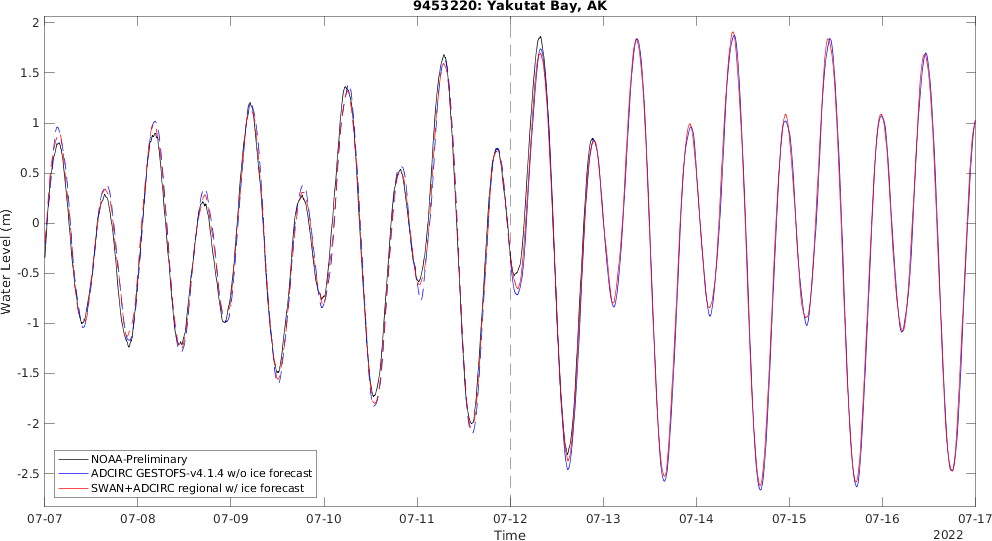 9453220: Yakutat Bay, AK
Water Level (m)
2
1.5
1
0.5
0
-0.5
-1
-1.5
-2
-2.5
NOAA-Preliminary
ADCIRC GESTOFS-v4.1.4 w/o ice forecast
SWAN+ADCIRC regional w/ ice forecast
07-07 07-08 07-09 07-10 07-11 07-12 07-13 07-14 07-15 07-16 07-17
Time
2022